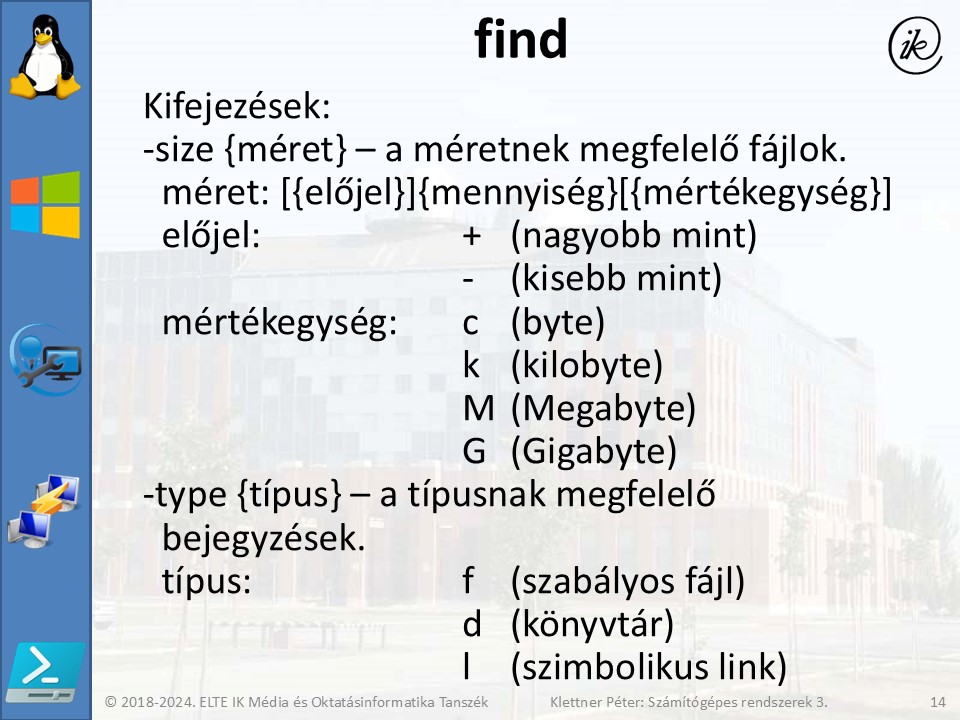 find
ik
Kifejezések:
-size {méret} – a méretnek megfelelő fájlok.
méret: [{előjel}]{mennyiség}[{mértékegység}]
előjel: + (nagyobb mint)
- (kisebb mint)
mértékegység: c (byte)
k (kilobyte)
M (Megabyte)
G (Gigabyte)
-type {típus} – a típusnak megfelelő
bejegyzések.
típus: f (szabályos fájl)
d (könyvtár)
l (szimbolikus link)
© 2018-2024. ELTE IK Média és Oktatásinformatika Tanszék Klettner Péter: Számítógépes rendszerek 3. 14